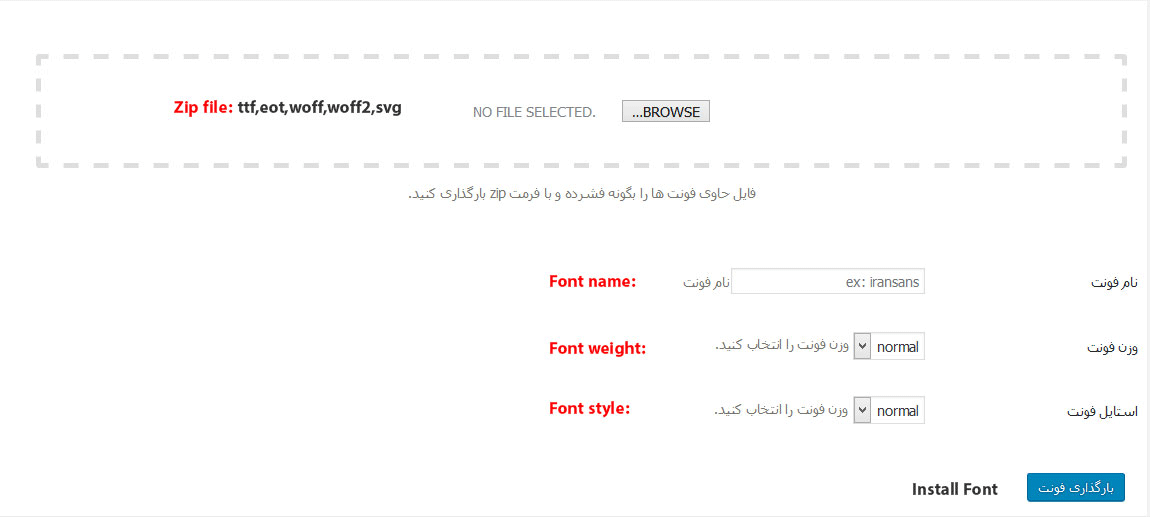 Zip file: ttf,eot,woff,woff2,svg NO FILE SELECTED. ...BROWSE
فایل حاوی فونت ها را بگونه فشرده و با فرمت zip بارگذاری کنید.
نام فونت ex: iransans نام فونت Font name:
وزن فونت normal وزن فونت را انتخاب کنید. Font weight:
استایل فونت normal وزن فونت را انتخاب کنید. Font style:
بارگذاری فونت Install Font